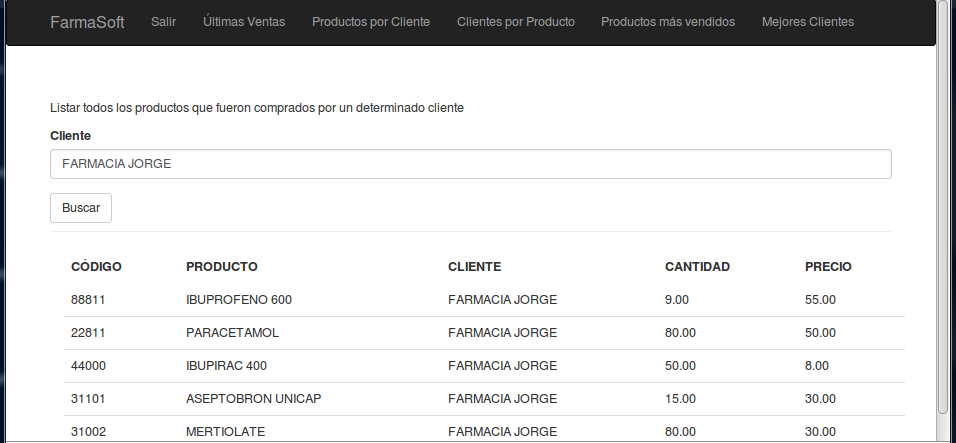 FarmaSoft Salir Últimas Ventas Productos por Cliente Clientes por Producto Productos más vendidos Mejores Clientes
Listar todos los productos que fueron comprados por un determinado cliente
Cliente
FARMACIA JORGE
Buscar
CÓDIGO PRODUCTO CLIENTE CANTIDAD PRECIO
88811 IBUPROFENO 600 FARMACIA JORGE 9.00 55.00
22811 PARACETAMOL FARMACIA JORGE 80.00 50.00
44000 IBUPIRAC 400 FARMACIA JORGE 50.00 8.00
31101 ASEPTOBRON UNICAP FARMACIA JORGE 15.00 30.00
31002 MERTIOLATE FARMACIA JORGE 80.00 30.00